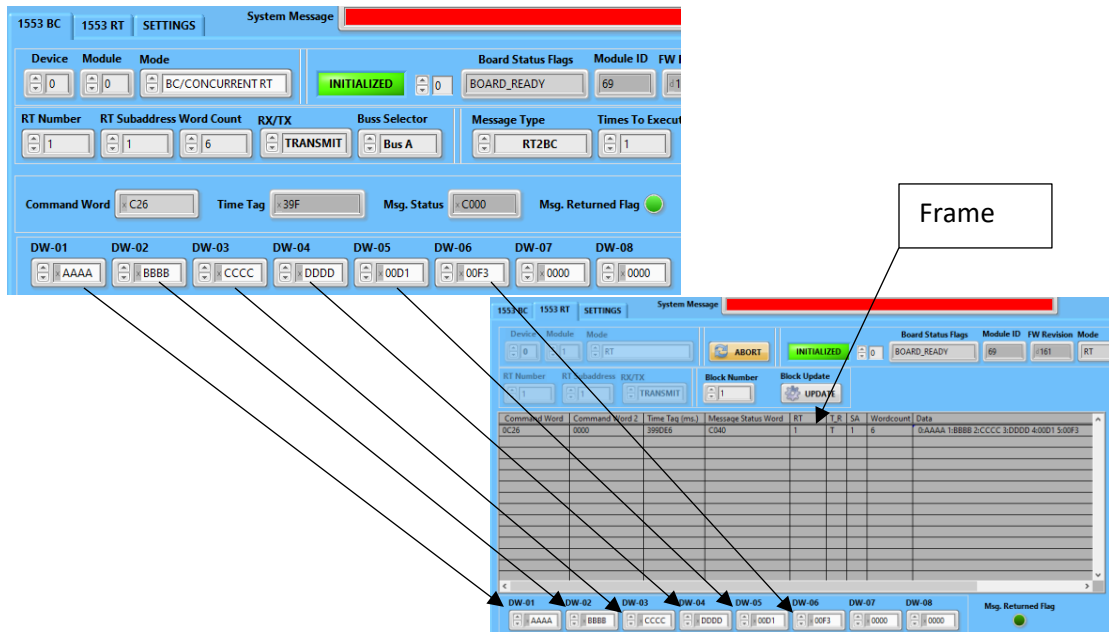 1553 BC 1553 RT SETTINGS System Message
Device Module Mode Board Status Flags Module ID FW
0 0 BC/CONCURRENT RT INITIALIZED 0 BOARD_READY 69 d
RT Number RT Subaddress Word Count RX/TX Buss Selector Message Type Times To Execut
1 1 6 TRANSMIT Bus A RT2BC 1
Command Word x C26 Time Tag x 39F Msg. Status x C000 Msg. Returned Flag
DW-01 DW-02 DW-03 DW-04 DW-05 DW-06 DW-07 DW-08
x AAAA x BBBB x CCCC x DDDD x 00D1 x 00F3 x 0000 x 0000
Frame
1553 BC 1553 RT SETTINGS System Message
Device Module Mode Board Status Flags Module ID FW Revision Mode
0 1 RT ABORT INITIALIZED 0 BOARD_READY 69 d 161 RT
RT Number RT Subaddress RX/TX Block Number Block Update
1 1 TRANSMIT 1 UPDATE
Command Word Command Word 2 Time Tag (ms.) Message Status Word RT T_R SA Wordcount Data
0C26 0000 399DE6 C040 1 T 1 6 0:AAAA 1:BBBB 2:CCCC 3:DDDD 4:00D1 5:00F3
DW-01 DW-02 DW-03 DW-04 DW-05 DW-06 DW-07 DW-08 Msg. Returned Flag
x AAAA x BBBB x CCCC x DDDD x 00D1 x 00F3 x 0000 x 0000